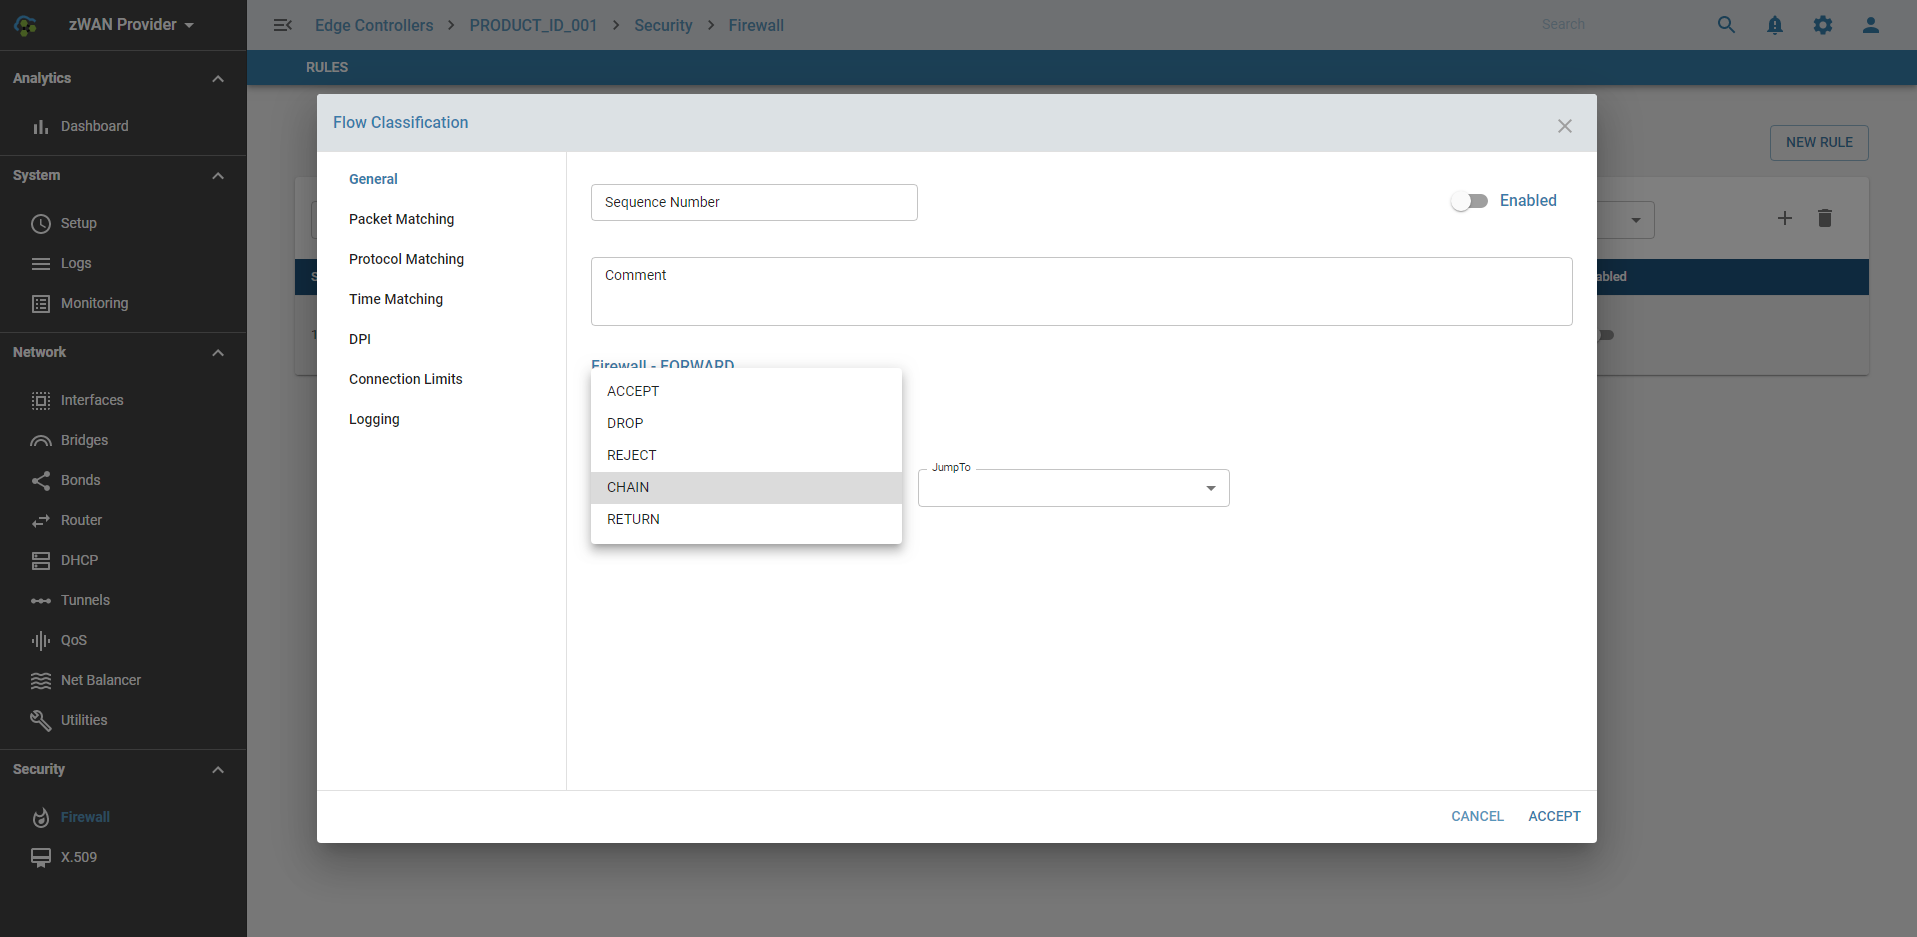 zWAN Provider
Edge Controllers > PRODUCT_ID_001 > Security > Firewall
Search
RULES
Analytics
Dashboard
System
Setup
Logs
Monitoring
Network
Interfaces
Bridges
Bonds
Router
DHCP
Tunnels
QoS
Net Balancer
Utilities
Security
Firewall
X.509
NEW RULE
Flow Classification
General
Packet Matching
Protocol Matching
Time Matching
DPI
Connection Limits
Logging
Sequence Number
Enabled
Comment
Firewall - FORWARD
ACCEPT
DROP
REJECT
CHAIN
RETURN
JumpTo
CANCEL
ACCEPT